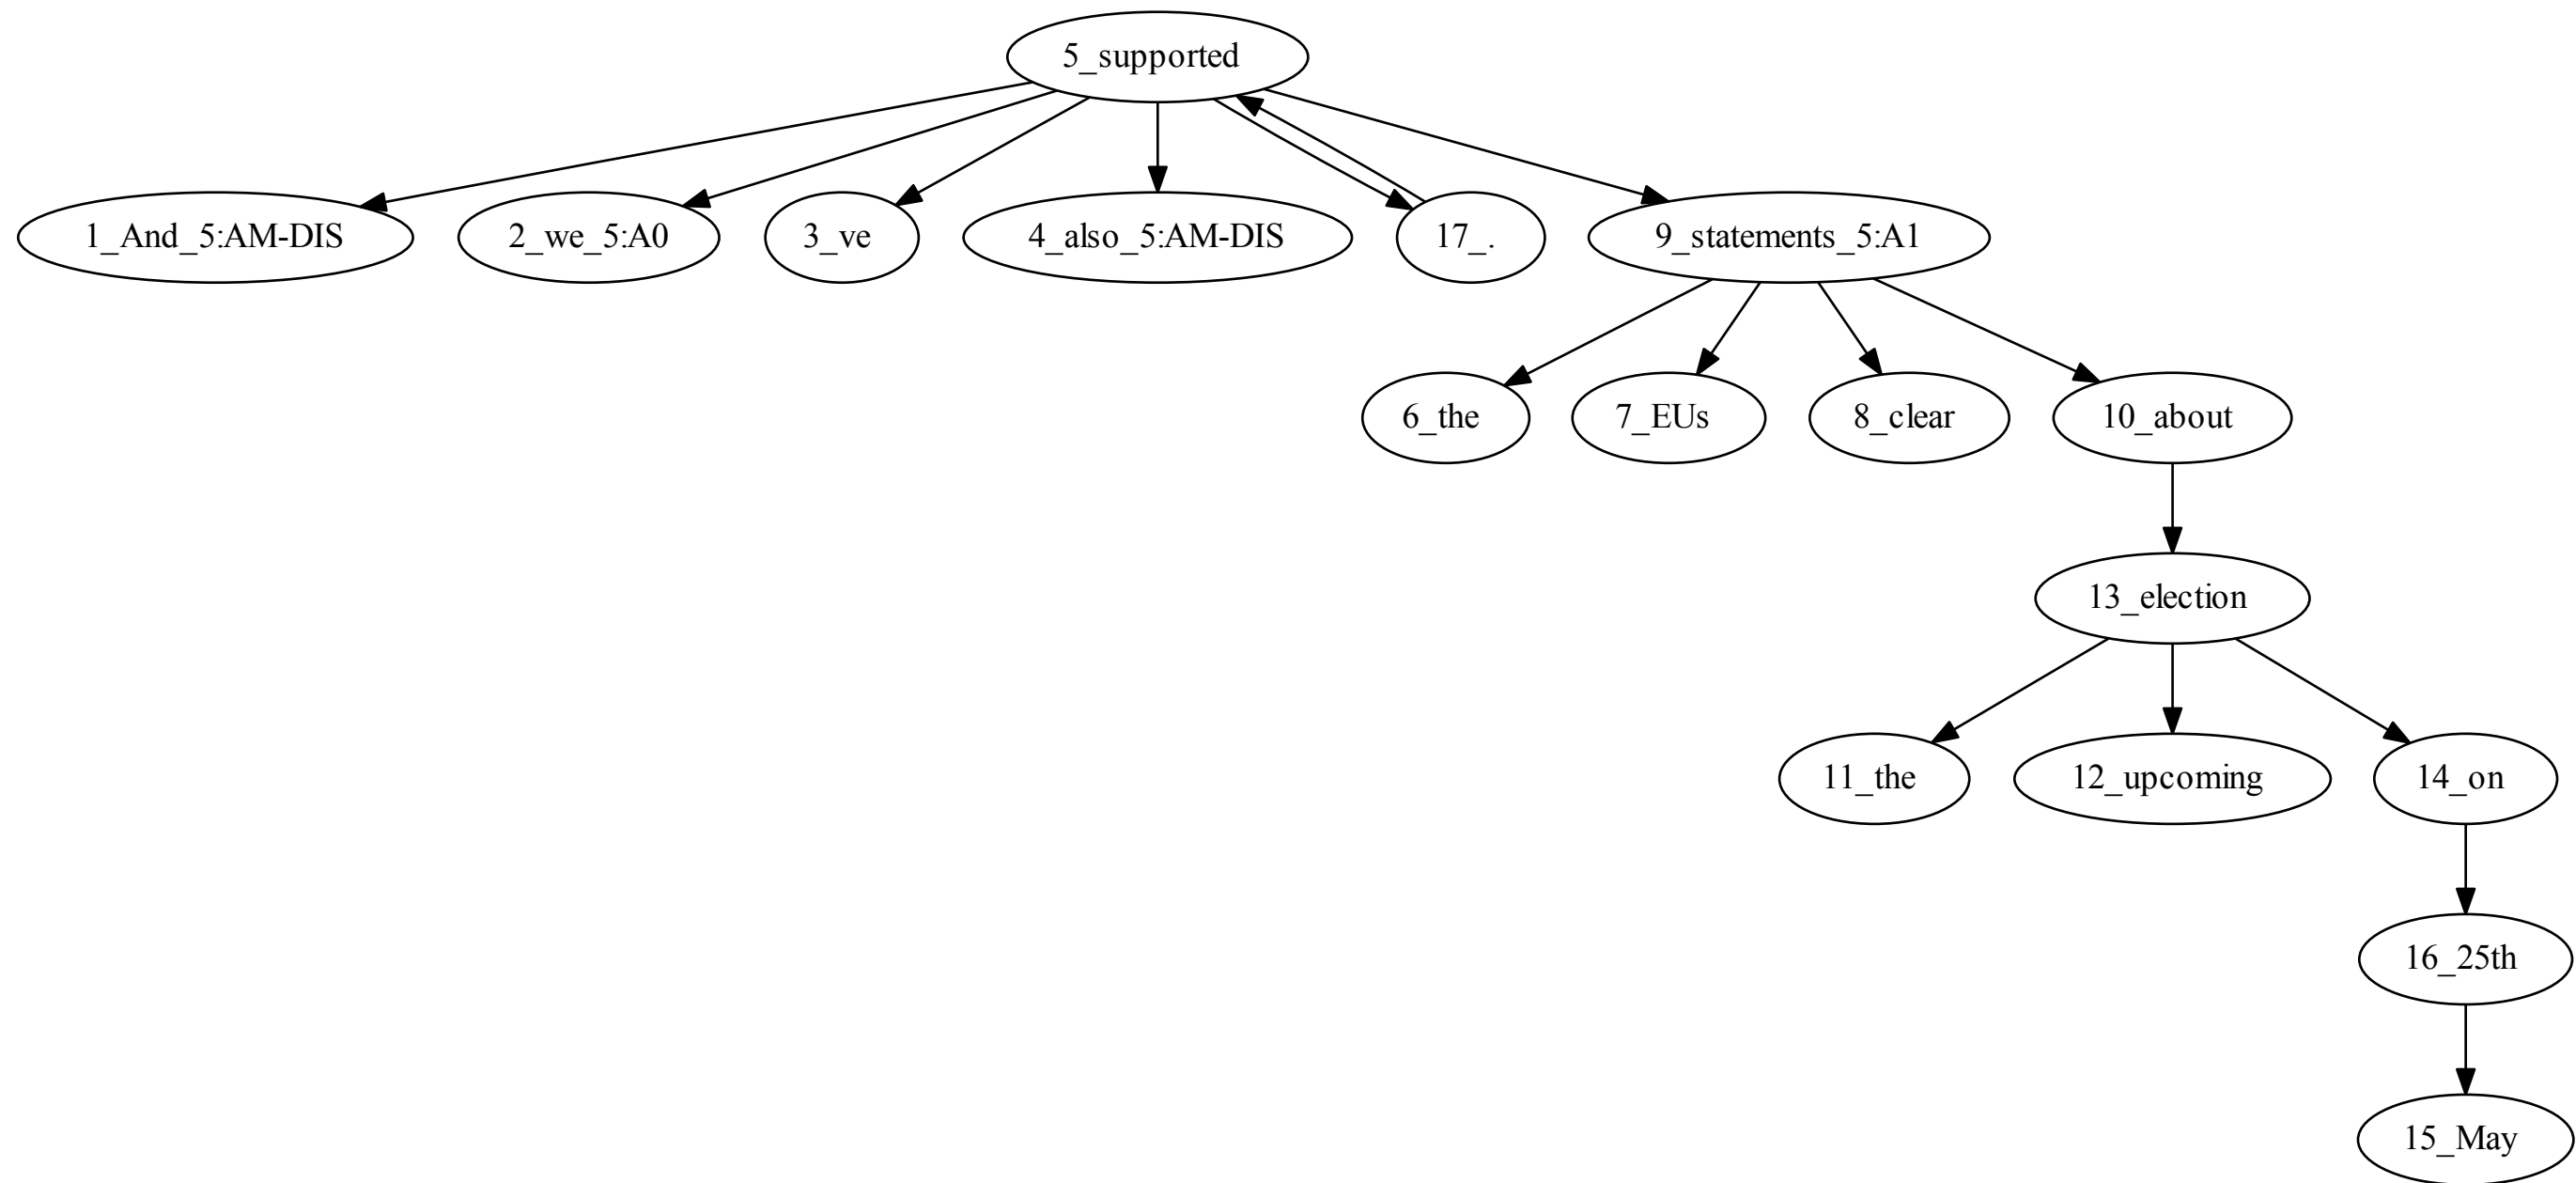 5_supported
1_And_5:AM-DIS
2_we_5:A0
3_ve
4_also_5:AM-DIS
17_.
9_statements_5:A1
6_the
7_EUs
8_clear
10_about
13_election
11_the
12_upcoming
14_on
16_25th
15_May